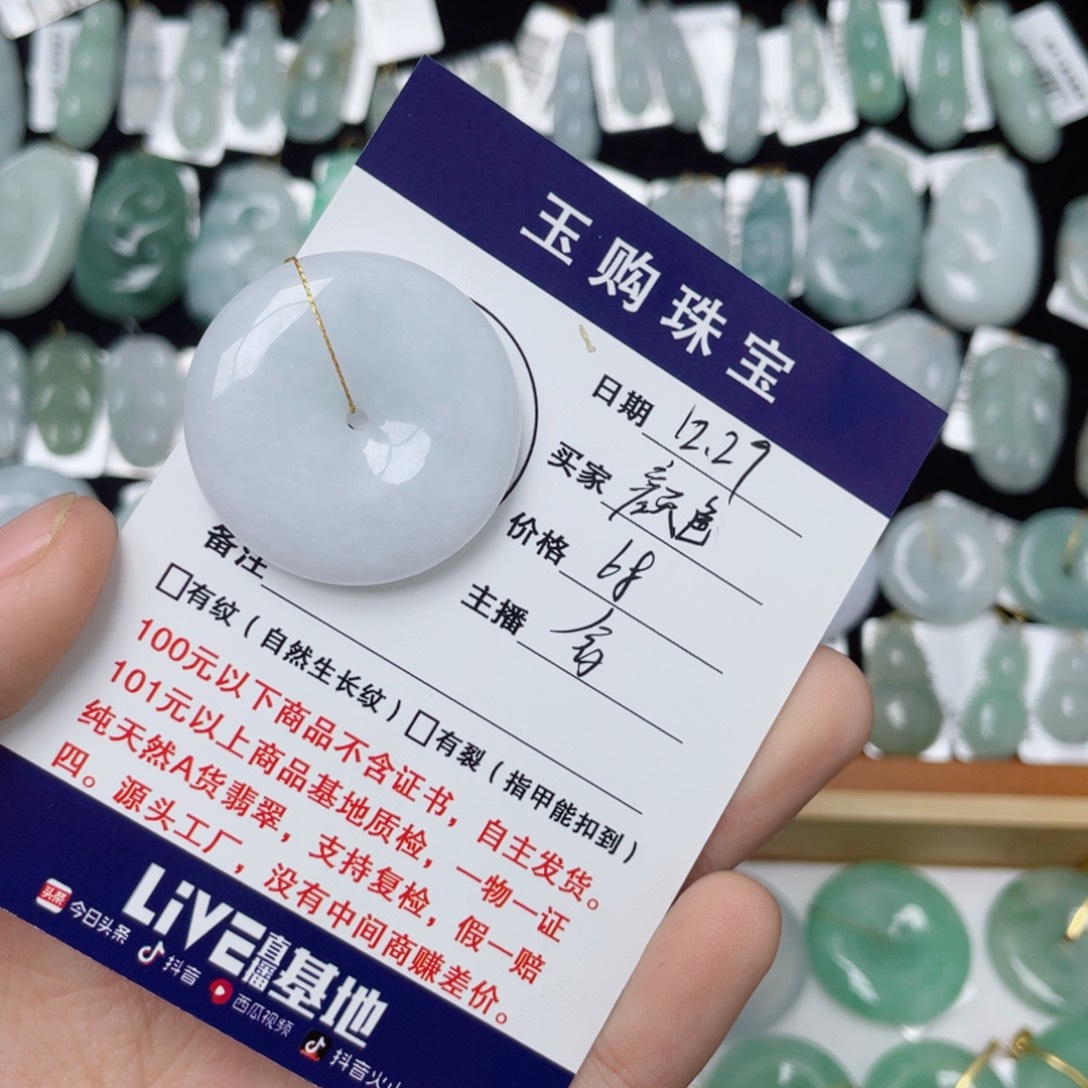 玉购珠宝
日期 12.29
买家 颜色
价格 68
主播
备注
□有纹（自然生长纹）□有裂（指甲能扣到）
100元以下商品不含证书，自主发货。
101元以上商品基地质检，一物一证
纯天然A货翡翠，支持复检，假一赔
四。源头工厂，没有中间商赚差价。
LiVE直播基地
今日头条 抖音 西瓜视频 抖音火山